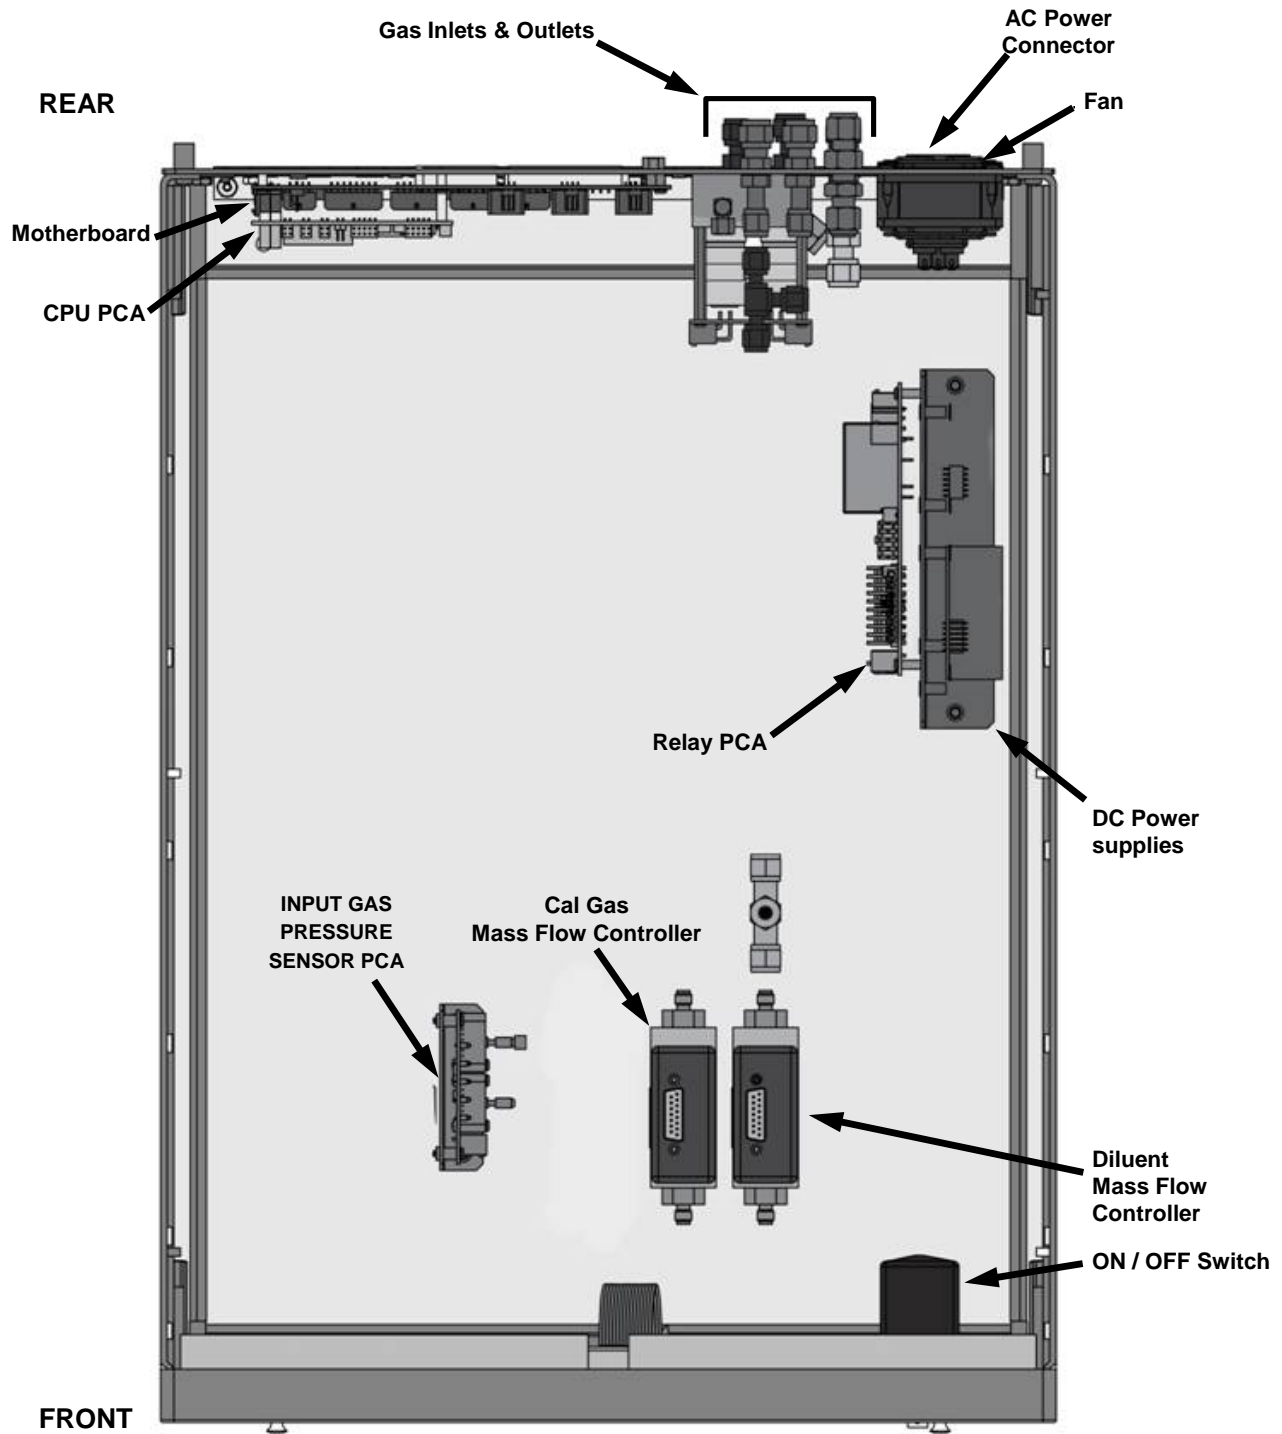 Gas Inlets & Outlets
AC Power
Connector
REAR
Fan
Motherboard
CPU PCA
Relay PCA
DC Power
supplies
INPUT GAS
PRESSURE
SENSOR PCA
Cal Gas
Mass Flow Controller
Diluent
Mass Flow
Controller
ON / OFF Switch
FRONT